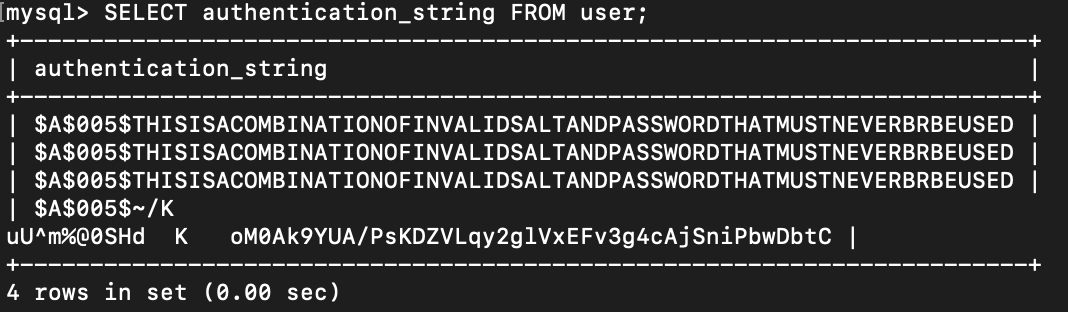 mysql> SELECT authentication_string FROM user;
+------------------------------------------------------------------------+
| authentication_string                                                  |
+------------------------------------------------------------------------+
| $A$005$THISISACOMBINATIONOFINVALIDSALTANDPASSWORDTHATMUSTNEVERBRBEUSED |
| $A$005$THISISACOMBINATIONOFINVALIDSALTANDPASSWORDTHATMUSTNEVERBRBEUSED |
| $A$005$THISISACOMBINATIONOFINVALIDSALTANDPASSWORDTHATMUSTNEVERBRBEUSED |
| $A$005$~/K
uU^m%@0SHd  K   oM0Ak9YUA/PsKDZVLqy2glVxEFv3g4cAjSniPbwDbtC |
+------------------------------------------------------------------------+
4 rows in set (0.00 sec)